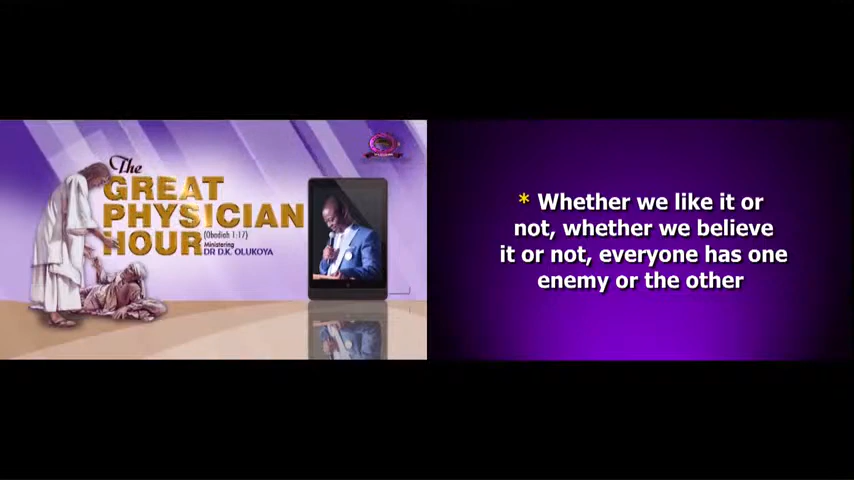 The
GREAT
PHYSICIAN
HOUR
(Obadiah 1:17)
Ministering
DR D.K. OLUKOYA
* Whether we like it or
not, whether we believe
it or not, everyone has one
enemy or the other